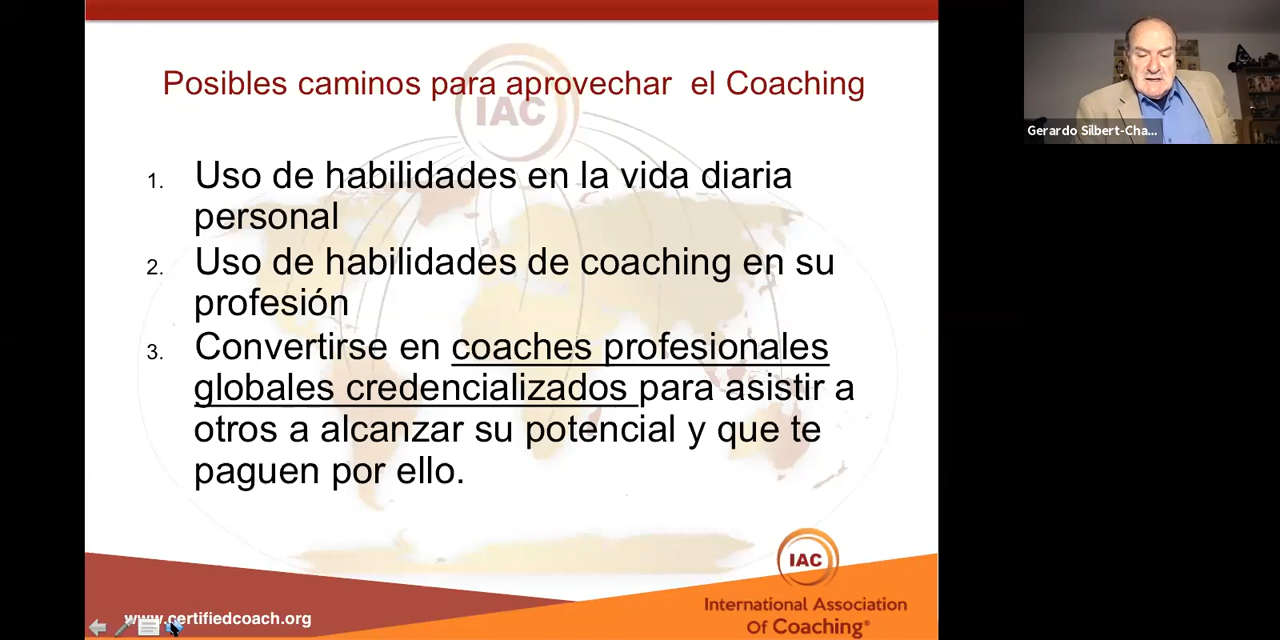 Posibles caminos para aprovechar el Coaching
IAC
1. Uso de habilidades en la vida diaria
personal
2. Uso de habilidades de coaching en su
profesión
3. Convertirse en coaches profesionales
globales credencializados para asistir a
otros a alcanzar su potencial y que te
paguen por ello.
IAC
International Association
Of Coaching®
www.certifiedcoach.org
Gerardo Silbert-Cha...